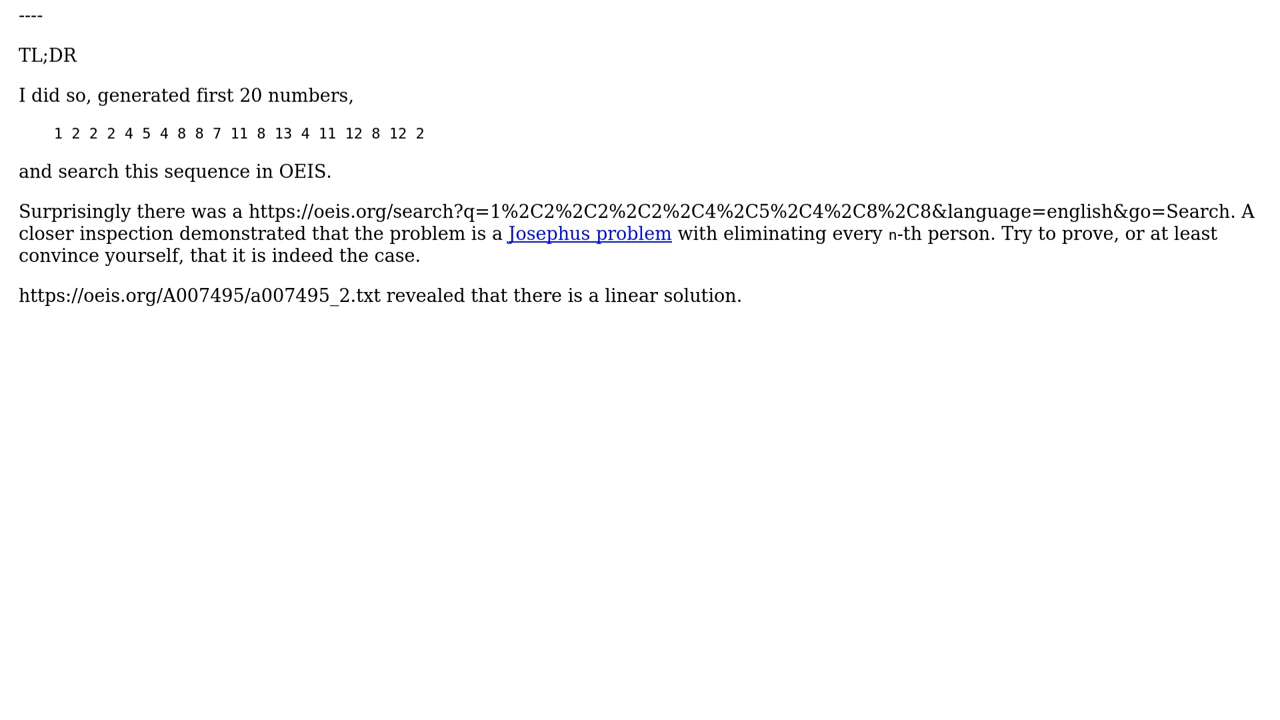 ----
TL;DR
I did so, generated first 20 numbers,
1 2 2 2 4 5 4 8 8 7 11 8 13 4 11 12 8 12 2
and search this sequence in OEIS.
Surprisingly there was a https://oeis.org/search?q=1%2C2%2C2%2C2%2C4%2C5%2C4%2C8%2C8&language=english&go=Search. A
closer inspection demonstrated that the problem is a Josephus problem with eliminating every n-th person. Try to prove, or at least
convince yourself, that it is indeed the case.
https://oeis.org/A007495/a007495_2.txt revealed that there is a linear solution.